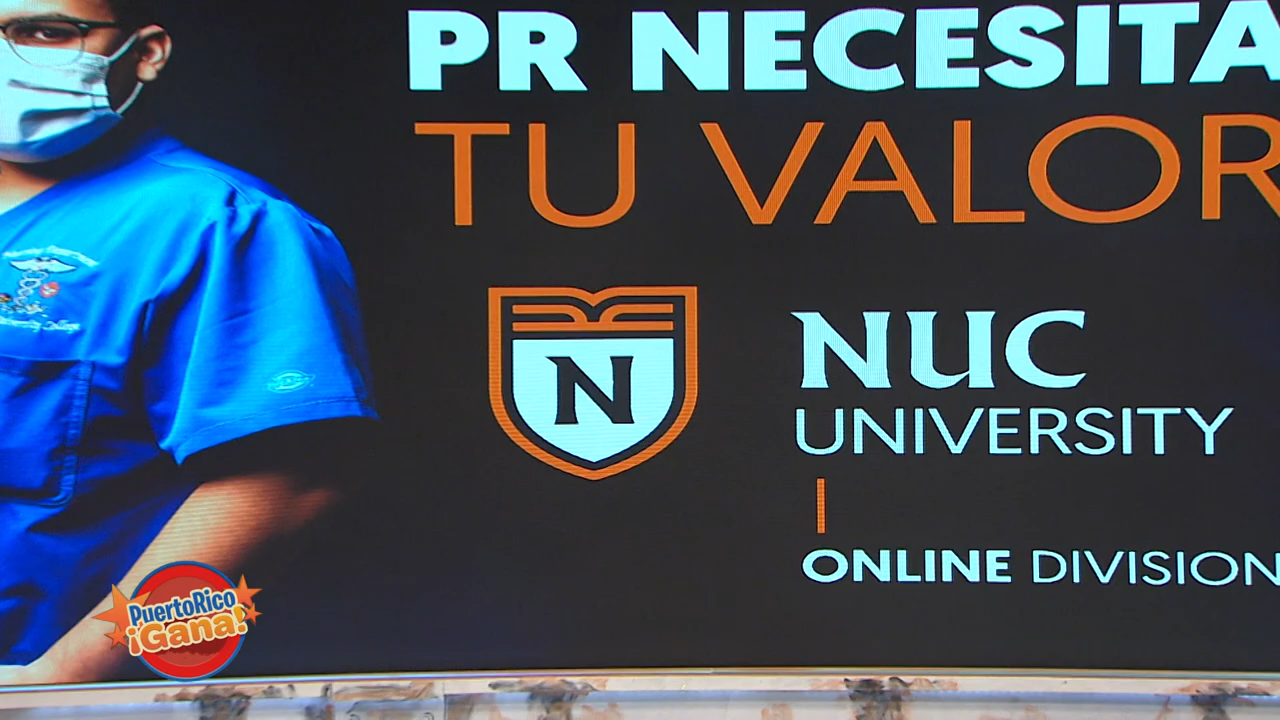 PR NECESITA
TU VALOR
N
NUC
UNIVERSITY
ONLINE DIVISION
PuertoRico
¡Gana!